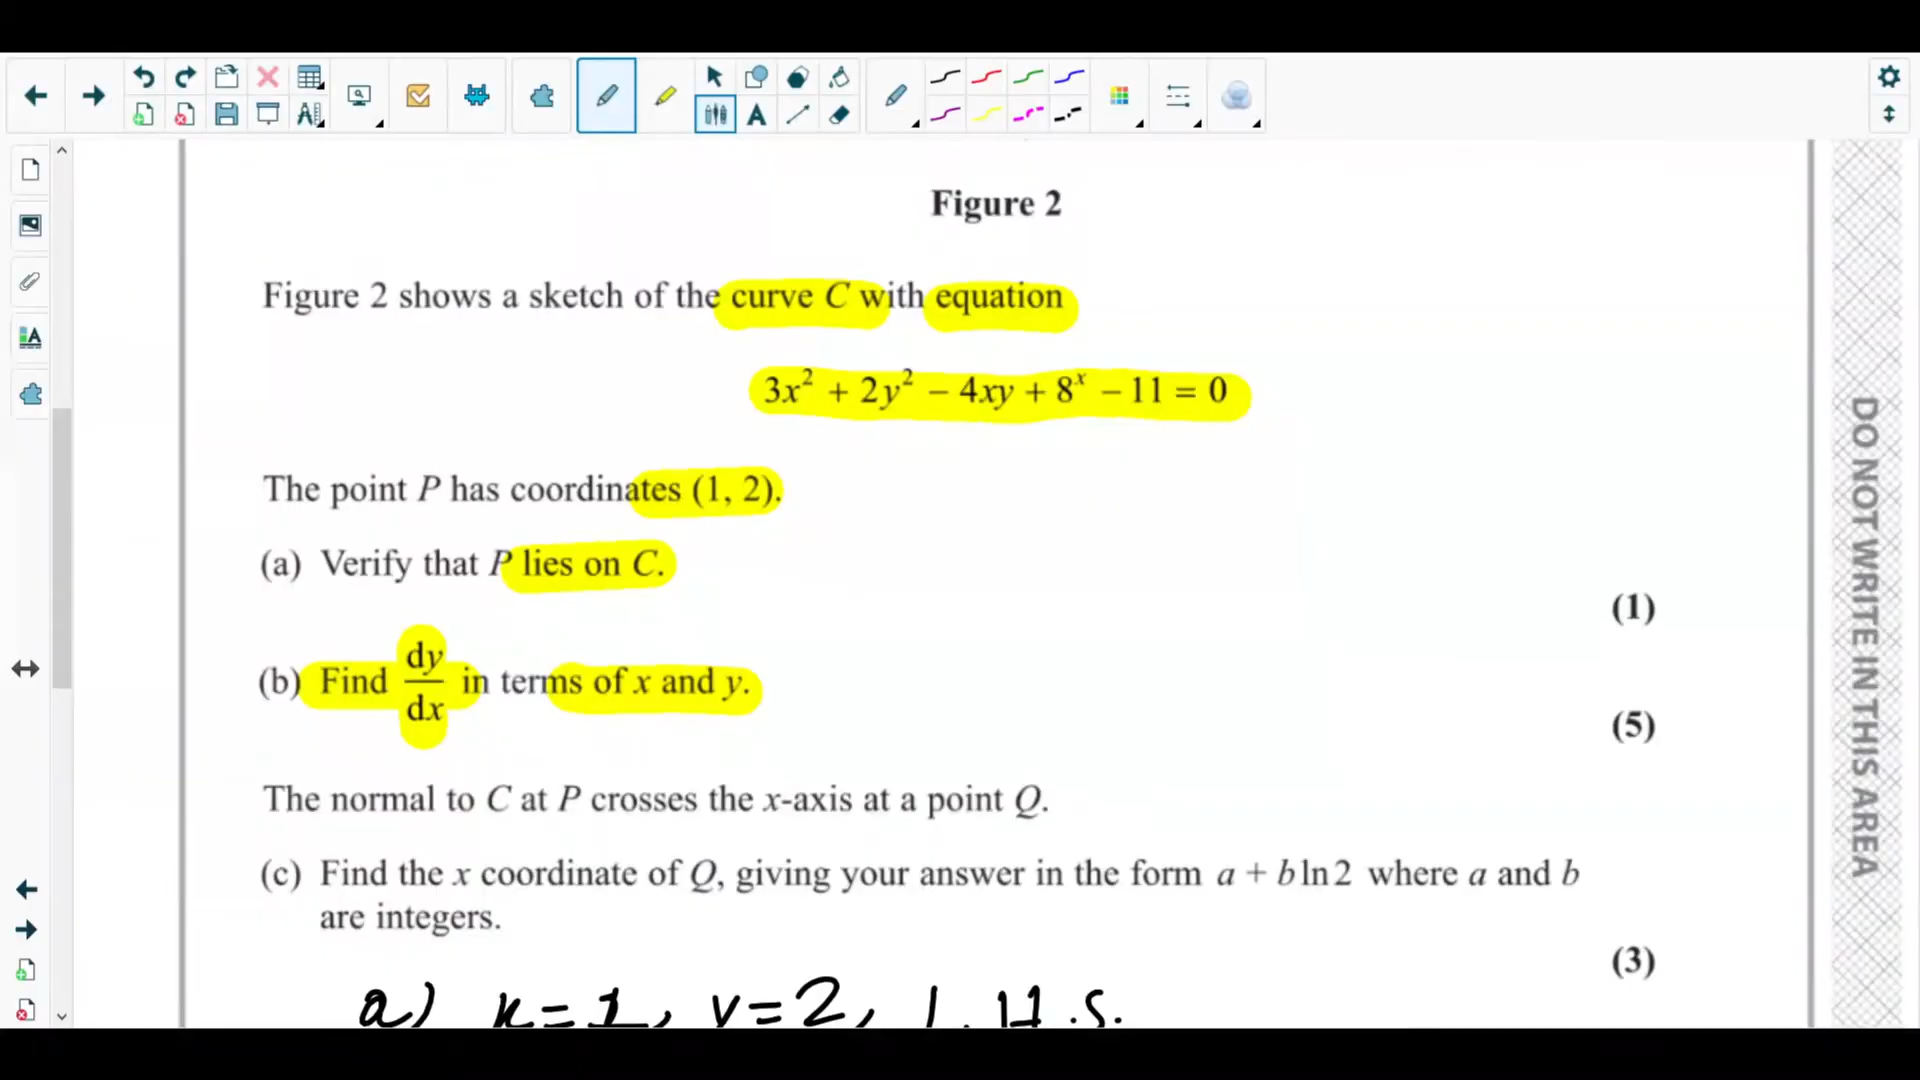 Figure 2
Figure 2 shows a sketch of the curve C with equation
3x² + 2y² − 4xy + 8ˣ − 11 = 0
The point P has coordinates (1, 2).
(a) Verify that P lies on C.
(1)
(b) Find dy/dx in terms of x and y.
(5)
The normal to C at P crosses the x-axis at a point Q.
(c) Find the x coordinate of Q, giving your answer in the form a + b ln 2 where a and b
are integers.
(3)
a) x=1, y=2, L.H.S.
DO NOT WRITE IN THIS AREA